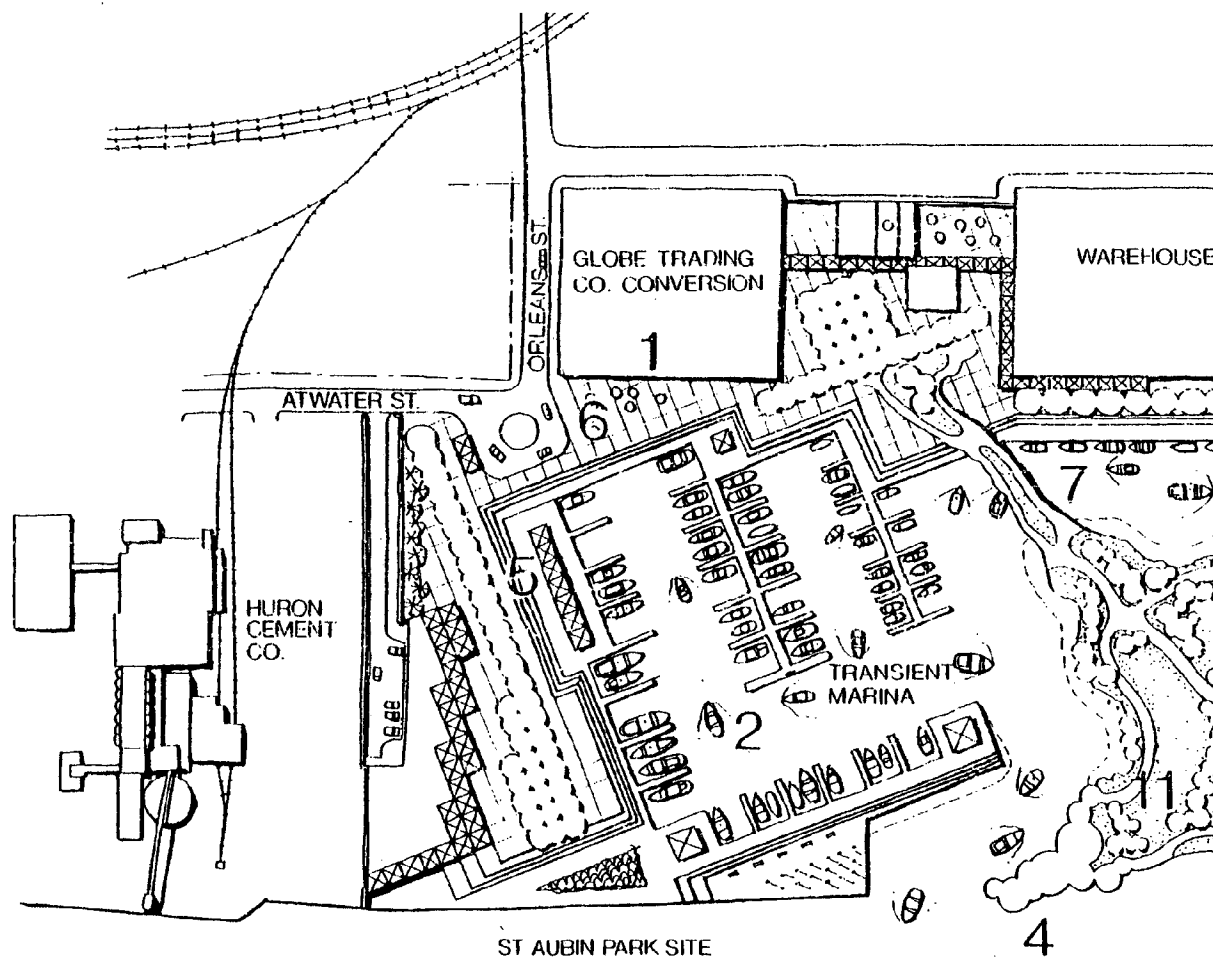 GLOBE TRADING
CO. CONVERSION
WAREHOUSE
ORLEANS ST.
1
ATWATER ST.
6
7
5
HURON
CEMENT
CO.
TRANSIENT
MARINA
2
11
4
ST AUBIN PARK SITE